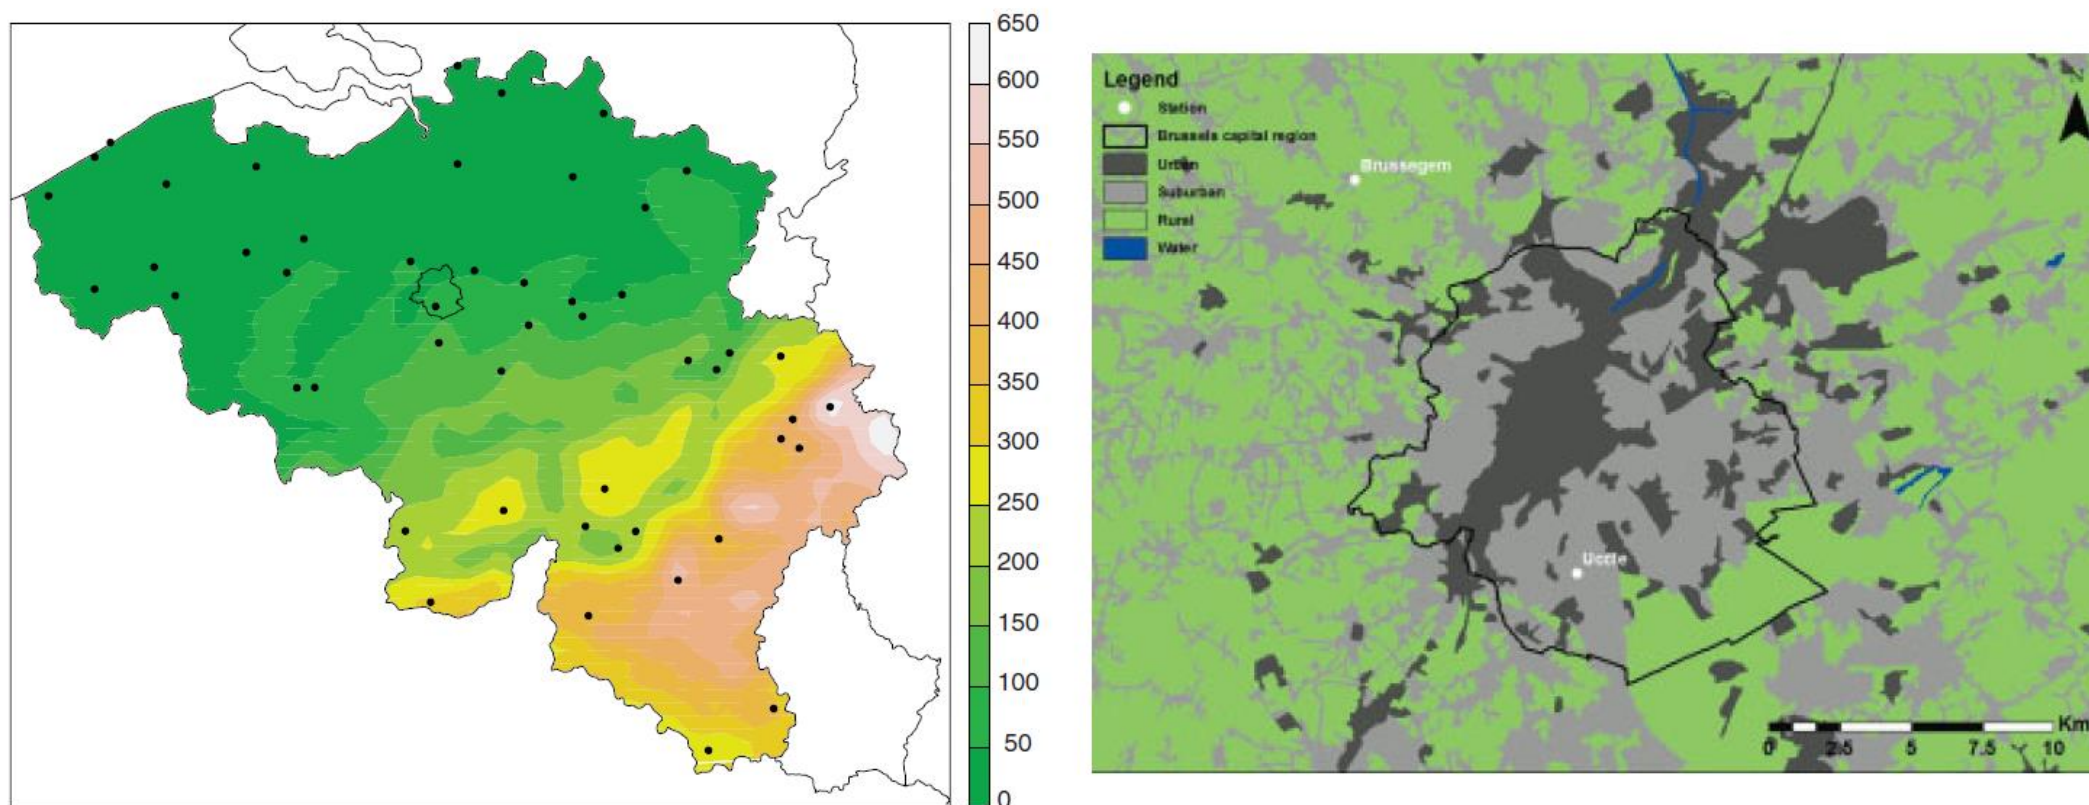 650
600
550
500
450
400
350
300
250
200
150
100
50
0
Legend
Station
Brussels capital region
Urban
Suburban
Rural
Water
Brussegem
Uccle
N
Km
0 2.5 5 7.5 10